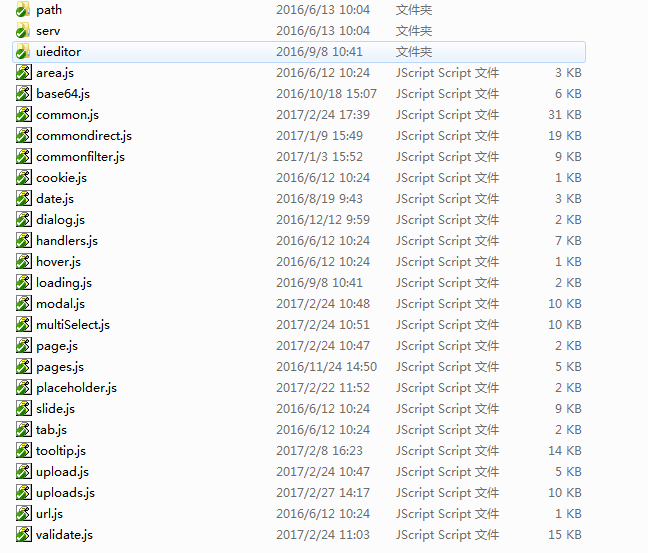 path 2016/6/13 10:04 文件夹
serv 2016/6/13 10:04 文件夹
uieditor 2016/9/8 10:41 文件夹
area.js 2016/6/12 10:24 JScript Script 文件 3 KB
base64.js 2016/10/18 15:07 JScript Script 文件 6 KB
common.js 2017/2/24 17:39 JScript Script 文件 31 KB
commondirect.js 2017/1/9 15:49 JScript Script 文件 19 KB
commonfilter.js 2017/1/3 15:52 JScript Script 文件 9 KB
cookie.js 2016/6/12 10:24 JScript Script 文件 1 KB
date.js 2016/8/19 9:43 JScript Script 文件 3 KB
dialog.js 2016/12/12 9:59 JScript Script 文件 2 KB
handlers.js 2016/6/12 10:24 JScript Script 文件 7 KB
hover.js 2016/6/12 10:24 JScript Script 文件 1 KB
loading.js 2016/9/8 10:41 JScript Script 文件 2 KB
modal.js 2017/2/24 10:48 JScript Script 文件 10 KB
multiSelect.js 2017/2/24 10:51 JScript Script 文件 10 KB
page.js 2017/2/24 10:47 JScript Script 文件 2 KB
pages.js 2016/11/24 14:50 JScript Script 文件 5 KB
placeholder.js 2017/2/22 11:52 JScript Script 文件 2 KB
slide.js 2016/6/12 10:24 JScript Script 文件 9 KB
tab.js 2016/6/12 10:24 JScript Script 文件 2 KB
tooltip.js 2017/2/8 16:23 JScript Script 文件 14 KB
upload.js 2017/2/24 10:47 JScript Script 文件 5 KB
uploads.js 2017/2/27 14:17 JScript Script 文件 10 KB
url.js 2016/6/12 10:24 JScript Script 文件 1 KB
validate.js 2017/2/24 11:03 JScript Script 文件 15 KB